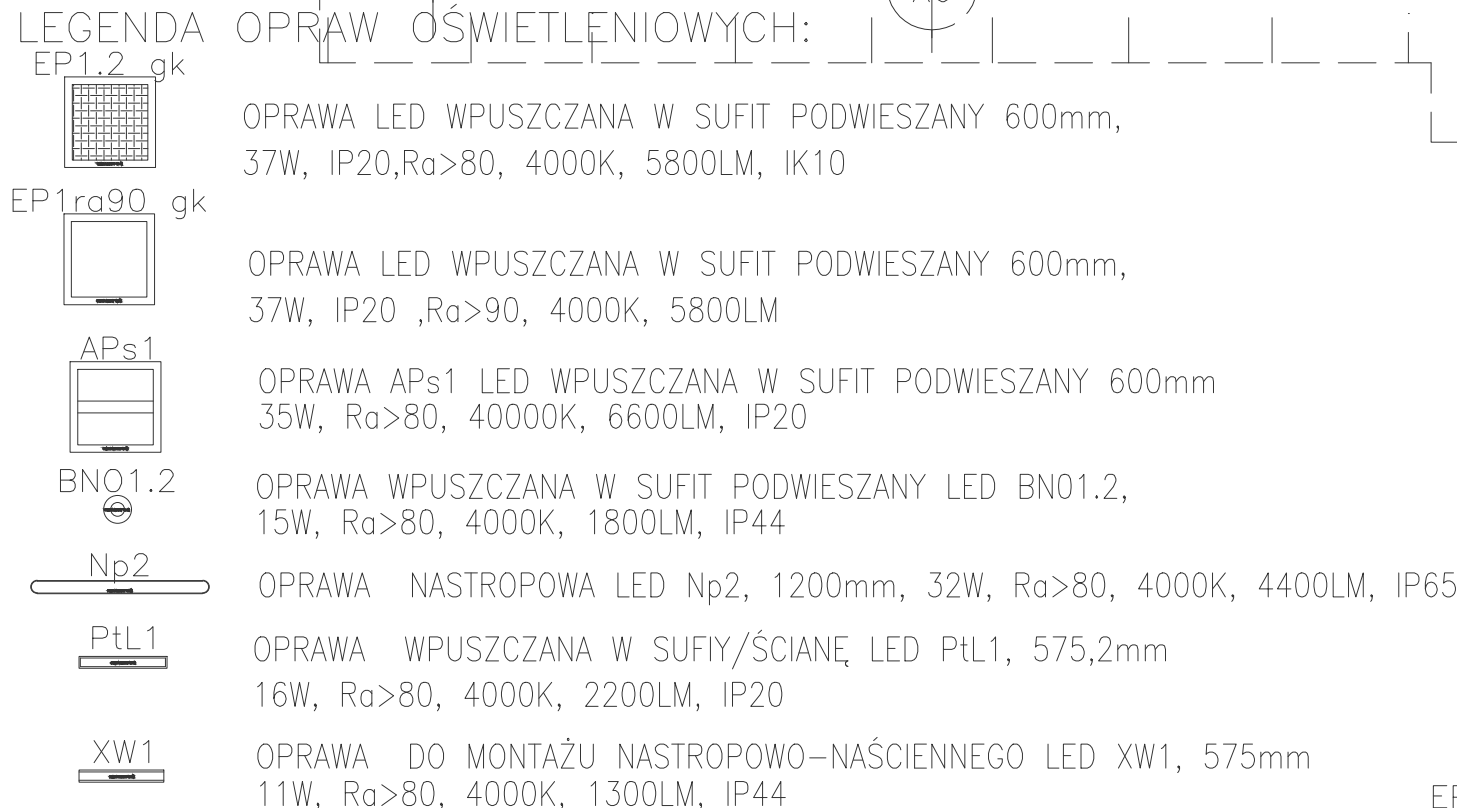 LEGENDA OPRAW OŚWIETLENIOWYCH:
EP1.2 gk
OPRAWA LED WPUSZCZANA W SUFIT PODWIESZANY 600mm,
37W, IP20,Ra>80, 4000K, 5800LM, IK10
EP1ra90 gk
OPRAWA LED WPUSZCZANA W SUFIT PODWIESZANY 600mm,
37W, IP20 ,Ra>90, 4000K, 5800LM
APs1
OPRAWA APs1 LED WPUSZCZANA W SUFIT PODWIESZANY 600mm
35W, Ra>80, 40000K, 6600LM, IP20
BNO1.2
OPRAWA WPUSZCZANA W SUFIT PODWIESZANY LED BNO1.2,
15W, Ra>80, 4000K, 1800LM, IP44
Np2
OPRAWA NASTROPOWA LED Np2, 1200mm, 32W, Ra>80, 4000K, 4400LM, IP65
PtL1
OPRAWA WPUSZCZANA W SUFIY/ŚCIANĘ LED PtL1, 575,2mm
16W, Ra>80, 4000K, 2200LM, IP20
XW1
OPRAWA DO MONTAŻU NASTROPOWO-NAŚCIENNEGO LED XW1, 575mm
11W, Ra>80, 4000K, 1300LM, IP44